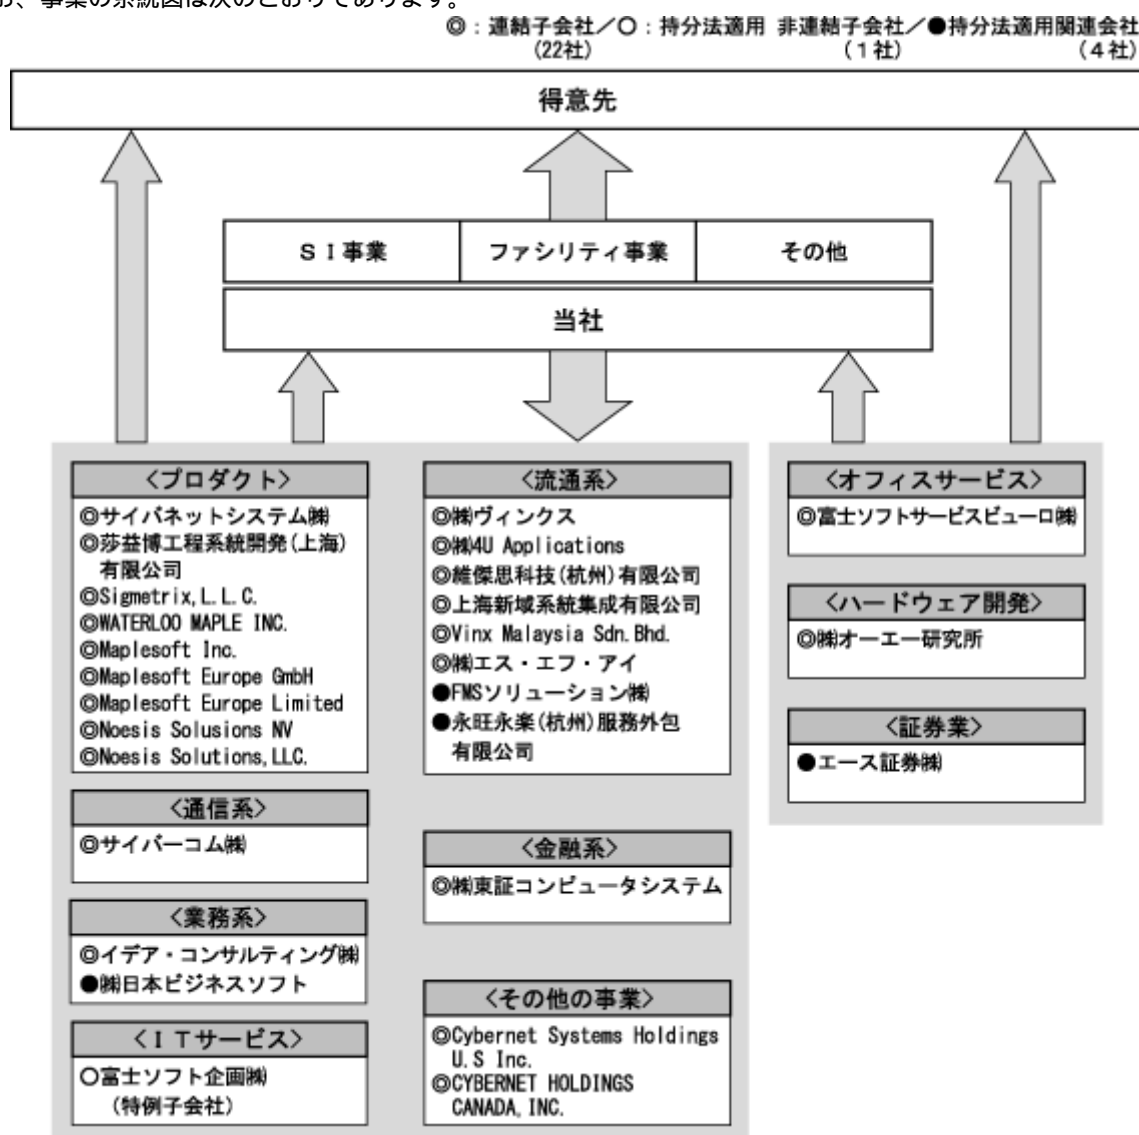 お、事業の系統図は次のとおりであります。
◎：連結子会社／○：持分法適用 非連結子会社／●持分法適用関連会社
(22社) (１社) (４社)
得意先
ＳＩ事業 ファシリティ事業 その他
当社
〈プロダクト〉
◎サイバネットシステム㈱
◎莎益博工程系統開発(上海)
有限公司
◎Sigmetrix,L.L.C.
◎WATERLOO MAPLE INC.
◎Maplesoft Inc.
◎Maplesoft Europe GmbH
◎Maplesoft Europe Limited
◎Noesis Solusions NV
◎Noesis Solutions,LLC.
〈通信系〉
◎サイバーコム㈱
〈業務系〉
◎イデア・コンサルティング㈱
●㈱日本ビジネスソフト
〈ＩＴサービス〉
○富士ソフト企画㈱
（特例子会社）
〈流通系〉
◎㈱ヴィンクス
◎㈱4U Applications
◎維傑思科技(杭州)有限公司
◎上海新域系統集成有限公司
◎Vinx Malaysia Sdn.Bhd.
◎㈱エス・エフ・アイ
●FMSソリューション㈱
●永旺永楽(杭州)服務外包
有限公司
〈金融系〉
◎㈱東証コンピュータシステム
〈その他の事業〉
◎Cybernet Systems Holdings
U.S Inc.
◎CYBERNET HOLDINGS
CANADA,INC.
〈オフィスサービス〉
◎富士ソフトサービスビューロ㈱
〈ハードウェア開発〉
◎㈱オーエー研究所
〈証券業〉
●エース証券㈱